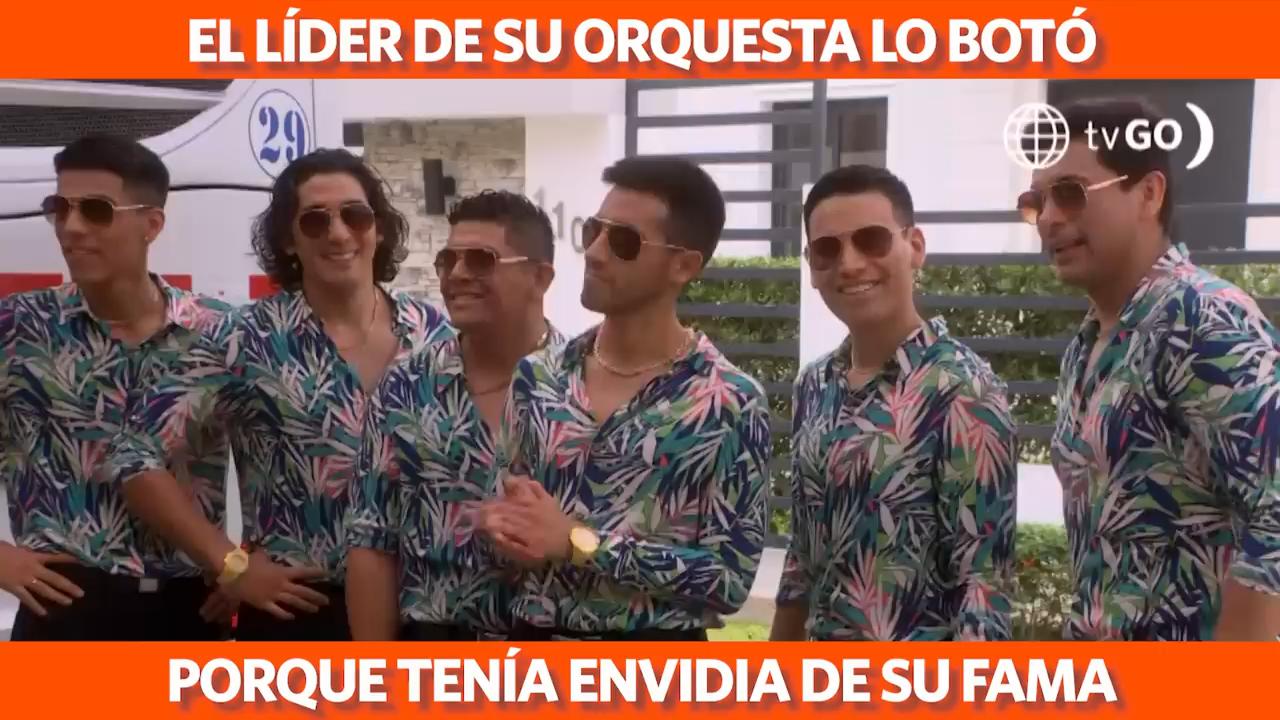 EL LÍDER DE SU ORQUESTA LO BOTÓ
29
tvGO
PORQUE TENÍA ENVIDIA DE SU FAMA